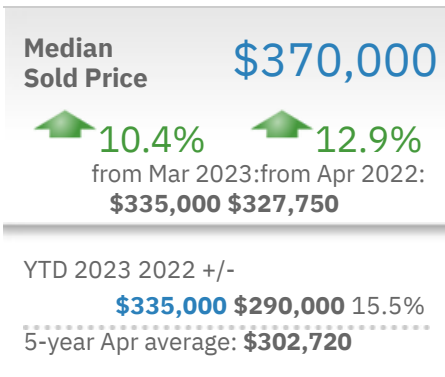 Median
Sold Price $370,000
10.4% 12.9%
from Mar 2023:from Apr 2022:
$335,000 $327,750
YTD 2023 2022 +/-
$335,000 $290,000 15.5%
5-year Apr average: $302,720